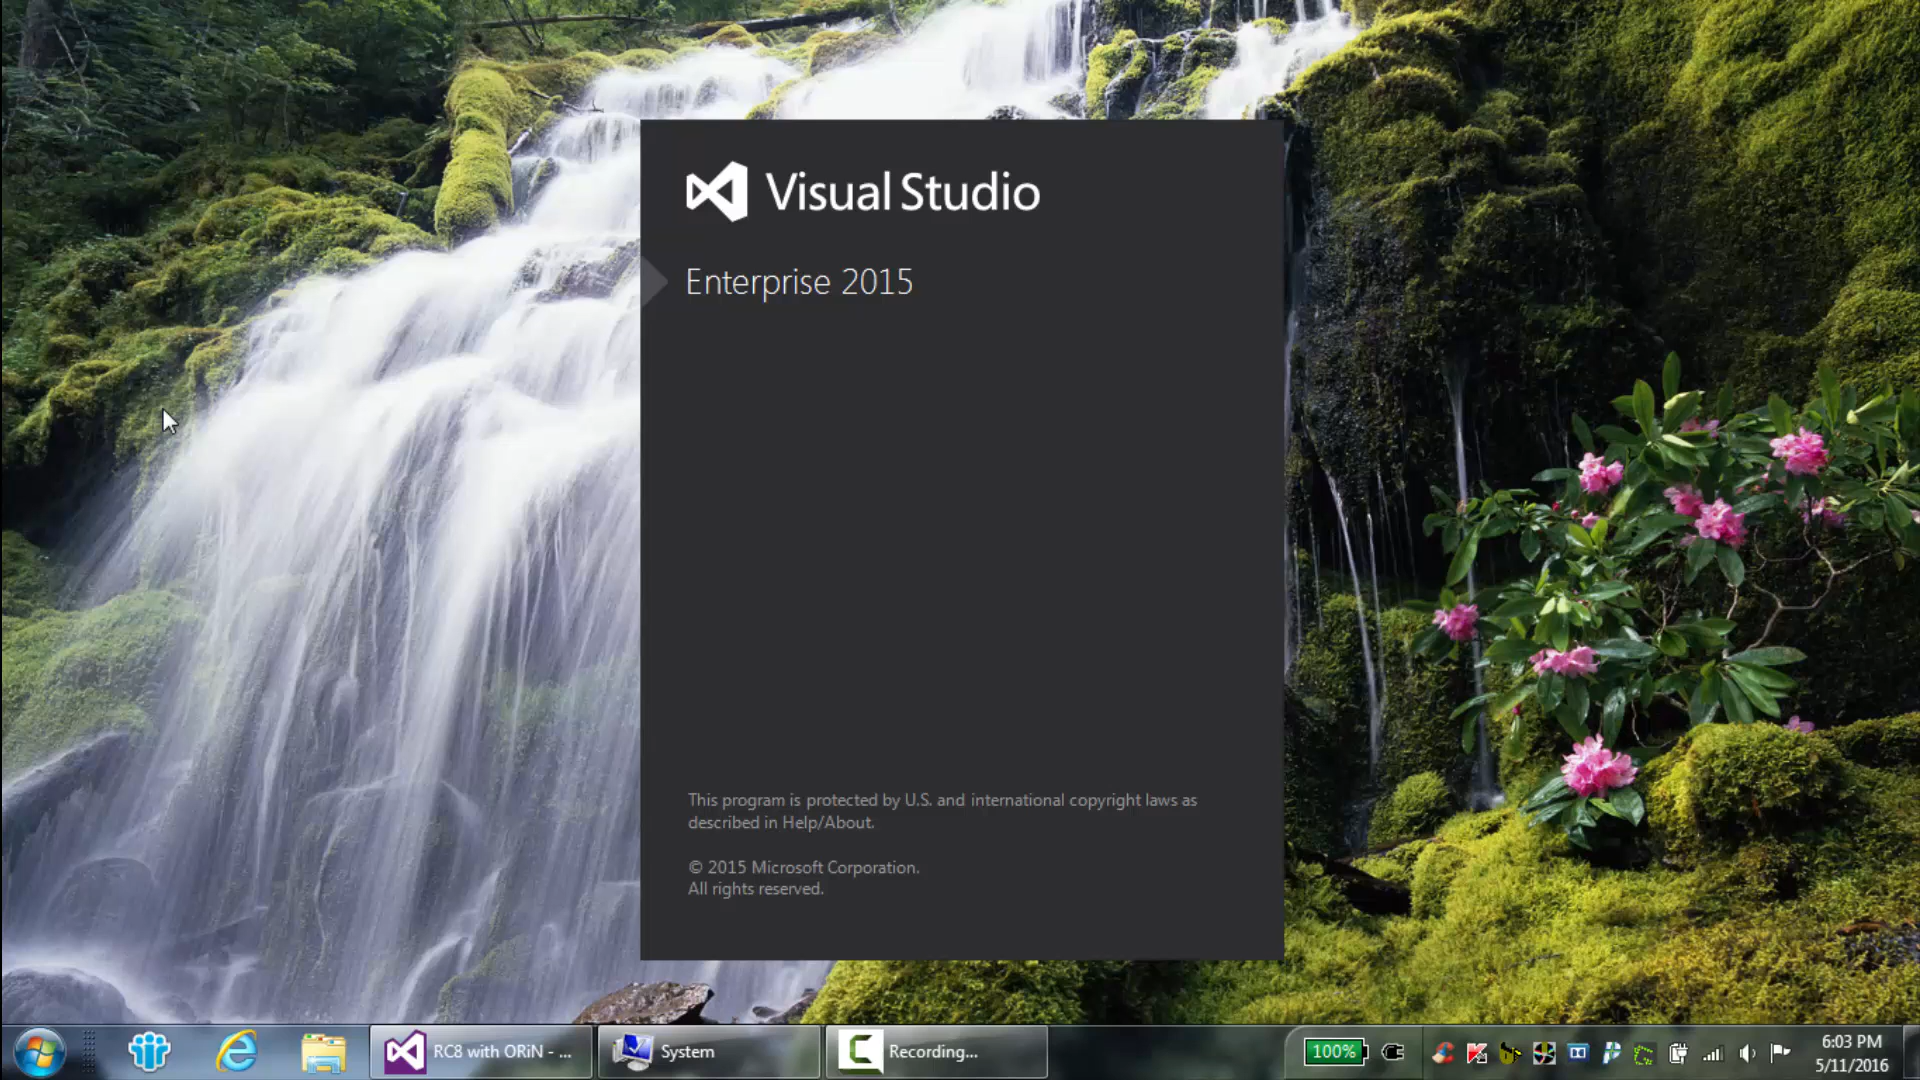 Visual Studio
Enterprise 2015
This program is protected by U.S. and international copyright laws as
described in Help/About.
© 2015 Microsoft Corporation.
All rights reserved.
RC8 with ORiN - ...
System
Recording...
100%
6:03 PM
5/11/2016